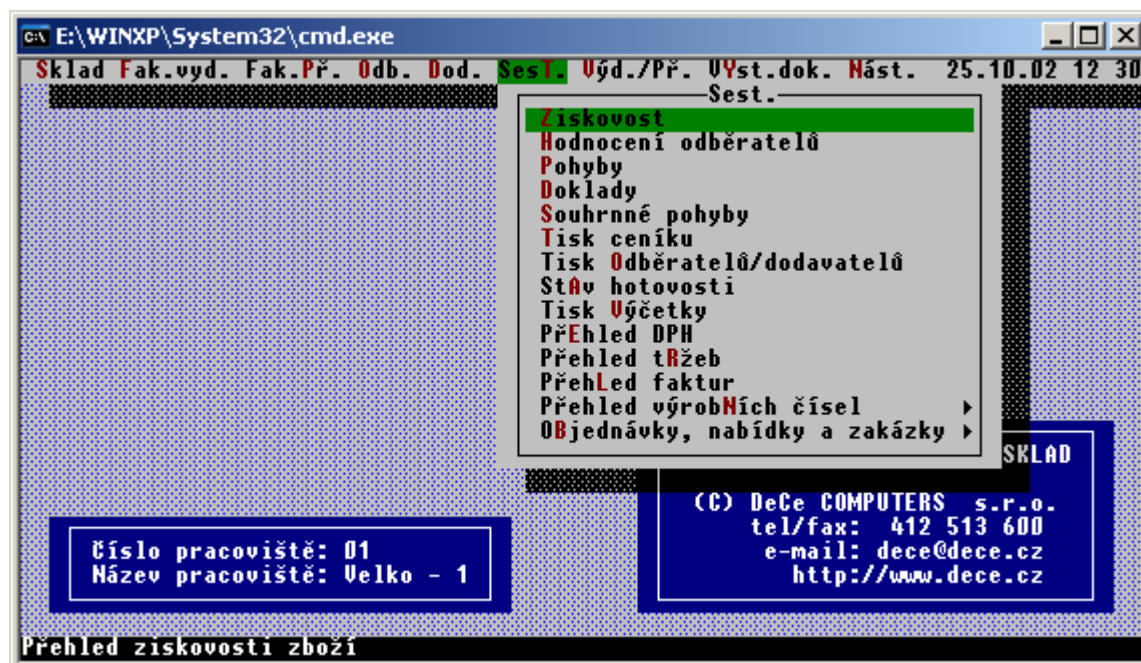 E:\WINXP\System32\cmd.exe
Sklad Fak.vyd. Fak.Př. Odb. Dod. SesT. Výd./Př. VYst.dok. Nást. 25.10.02 12 30
Sest.
Ziskovost
Hodnocení odběratelů
Pohyby
Doklady
Souhrnné pohyby
Tisk ceníku
Tisk Odběratelů/dodavatelů
StAv hotovosti
Tisk Výčetky
PřEhled DPH
Přehled tRžeb
PřehLed faktur
Přehled výrobNích čísel
OBjednávky, nabídky a zakázky
SKLAD
(C) DeCe COMPUTERS s.r.o.
tel/fax: 412 513 600
e-mail: dece@dece.cz
http://www.dece.cz
Číslo pracoviště: 01
Název pracoviště: Velko - 1
Přehled ziskovosti zboží